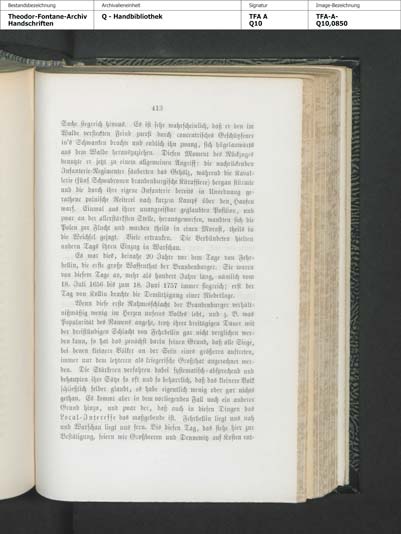 Bestandsbezeichnung
Archivalieneinheit
Signatur
Image-Bezeichnung
Theodor-Fontane-Archiv
Handschriften
Q - Handbibliothek
TFA A
Q10
TFA-A-
Q10,0850
413
Sache siegreich hinaus. Es ist sehr wahrscheinlich, daß er den im
Walde versteckten Feind zuerst durch concentrisches Geschützfeuer
in's Schwanken brachte und endlich ihn zwang, sich hügelauswärts
aus dem Walde herauszuziehen. Diesen Moment des Rückzuges
benutzte er jetzt zu einem allgemeinen Angriff: die nachrückenden
Infanterie-Regimenter säuberten das Gehölz, während die Kavallerie
(fünf Schwadronen brandenburgische Kürassiere) bergan stürmte
und die durch ihre eigene Infanterie bereits in Unordnung gerathene
polnische Reiterei nach kurzem Kampf über den Haufen
warf. Einmal aus ihrer unangreifbar geglaubten Position, und
zwar an der allerstärksten Stelle, herausgeworfen, wandten sich die
Polen zur Flucht und wurden theils in einen Morast, theils in
die Weichsel gejagt. Viele ertranken. Die Verbündeten hielten
andern Tags ihren Einzug in Warschau.
Es war dies, beinahe 20 Jahre vor dem Tage von Fehrbellin,
die erste große Waffenthat der Brandenburger. Sie waren
von diesem Tage an, mehr als hundert Jahre lang, nämlich vom
18. Juli 1656 bis zum 18. Juni 1757 immer siegreich; erst der
Tag von Kollin brachte die Demüthigung einer Niederlage.
Wenn diese erste Ruhmesschlacht der Brandenburger verhältnißmäßig
wenig im Herzen unseres Volkes lebt, und z. B. was
Popularität des Namens angeht, trotz ihrer dreitägigen Dauer mit
der dreistündigen Schlacht von Fehrbellin gar nicht verglichen werden
kann, so hat das zunächst darin seinen Grund, daß alle Siege,
bei denen kleinere Völker an der Seite eines größeren auftreten,
immer nur dem letzteren als kriegerische Großthat angerechnet werden.
Die Stärkeren verfahren dabei systematisch-absprechend und
behaupten ihre Sätze so oft und so beharrlich, daß das kleinere Volk
schließlich selber glaubt, es habe eigentlich wenig oder gar nichts
gethan. Es kommt aber in dem vorliegenden Fall noch ein anderer
Grund hinzu, und zwar der, daß auch in diesen Dingen das
Local-Interesse das maßgebende ist. Fehrbellin liegt uns nah
und Warschau liegt uns fern. Bis diesen Tag, das stehe hier zur
Bestätigung, feiern wir Großbeeren und Dennewitz auf Kosten ent-